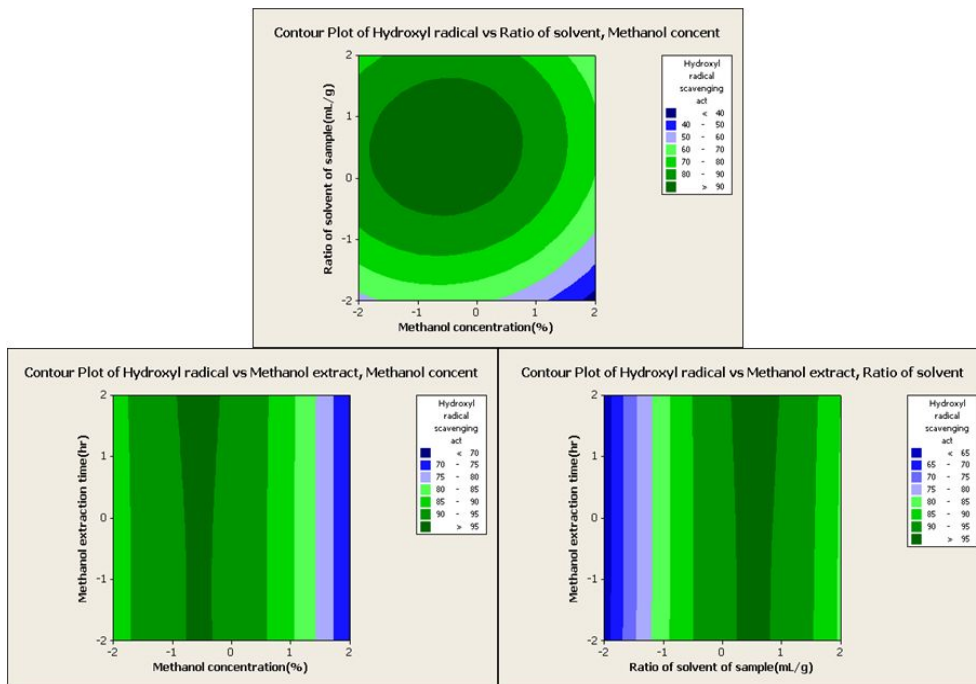 Contour Plot of Hydroxyl radical vs Ratio of solvent, Methanol concent
Ratio of solvent of sample(mL/g)
2
1
0
-1
-2
-2 -1 0 1 2
Methanol concentration(%)
Hydroxyl
radical
scavenging
act
< 40
40 - 50
50 - 60
60 - 70
70 - 80
80 - 90
> 90
Contour Plot of Hydroxyl radical vs Methanol extract, Methanol concent
Methanol extraction time(hr)
2
1
0
-1
-2
-2 -1 0 1 2
Methanol concentration(%)
Hydroxyl
radical
scavenging
act
< 70
70 - 75
75 - 80
80 - 85
85 - 90
90 - 95
> 95
Contour Plot of Hydroxyl radical vs Methanol extract, Ratio of solvent
Methanol extraction time(hr)
2
1
0
-1
-2
-2 -1 0 1 2
Ratio of solvent of sample(mL/g)
Hydroxyl
radical
scavenging
act
< 65
65 - 70
70 - 75
75 - 80
80 - 85
85 - 90
90 - 95
> 95